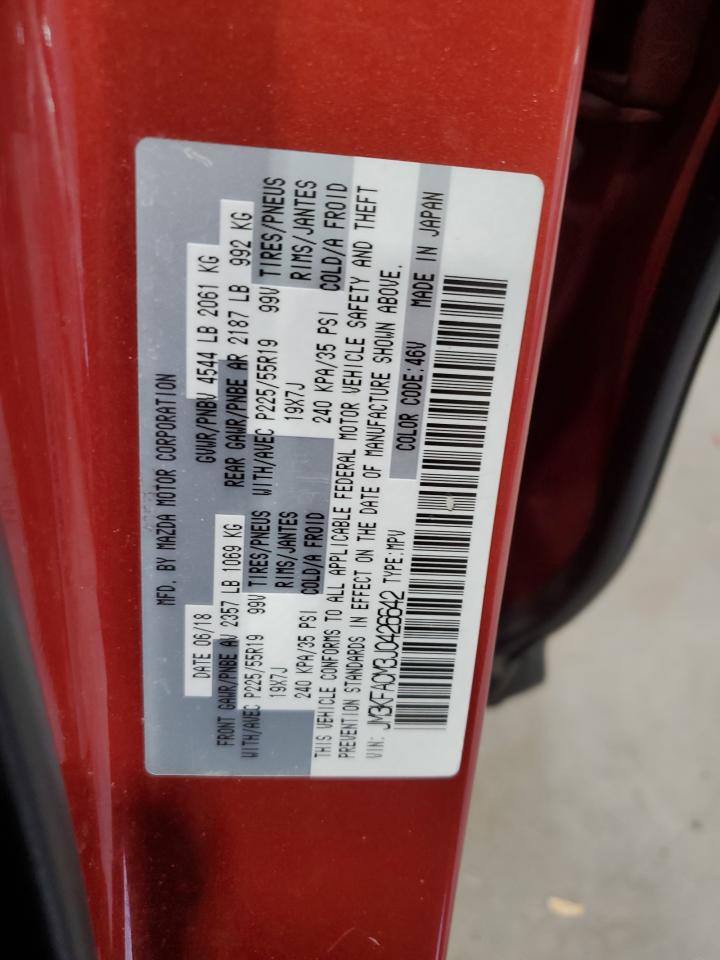 MFD. BY MAZDA MOTOR CORPORATION
DATE 06/18 GVWR/PNBV 4544 LB 2061 KG
FRONT GAWR/PNBE AV 2357 LB 1069 KG REAR GAWR/PNBE AR 2187 LB 992 KG
WITH/AVEC P225/55R19 99V TIRES/PNEUS WITH/AVEC P225/55R19 99V TIRES/PNEUS
19X7J RIMS/JANTES 19X7J RIMS/JANTES
240 KPA/35 PSI COLD/A FROID 240 KPA/35 PSI COLD/A FROID
THIS VEHICLE CONFORMS TO ALL APPLICABLE FEDERAL MOTOR VEHICLE SAFETY AND THEFT
PREVENTION STANDARDS IN EFFECT ON THE DATE OF MANUFACTURE SHOWN ABOVE.
VIN: JM3KFACM3J0426642 TYPE:MPV COLOR CODE:46V MADE IN JAPAN